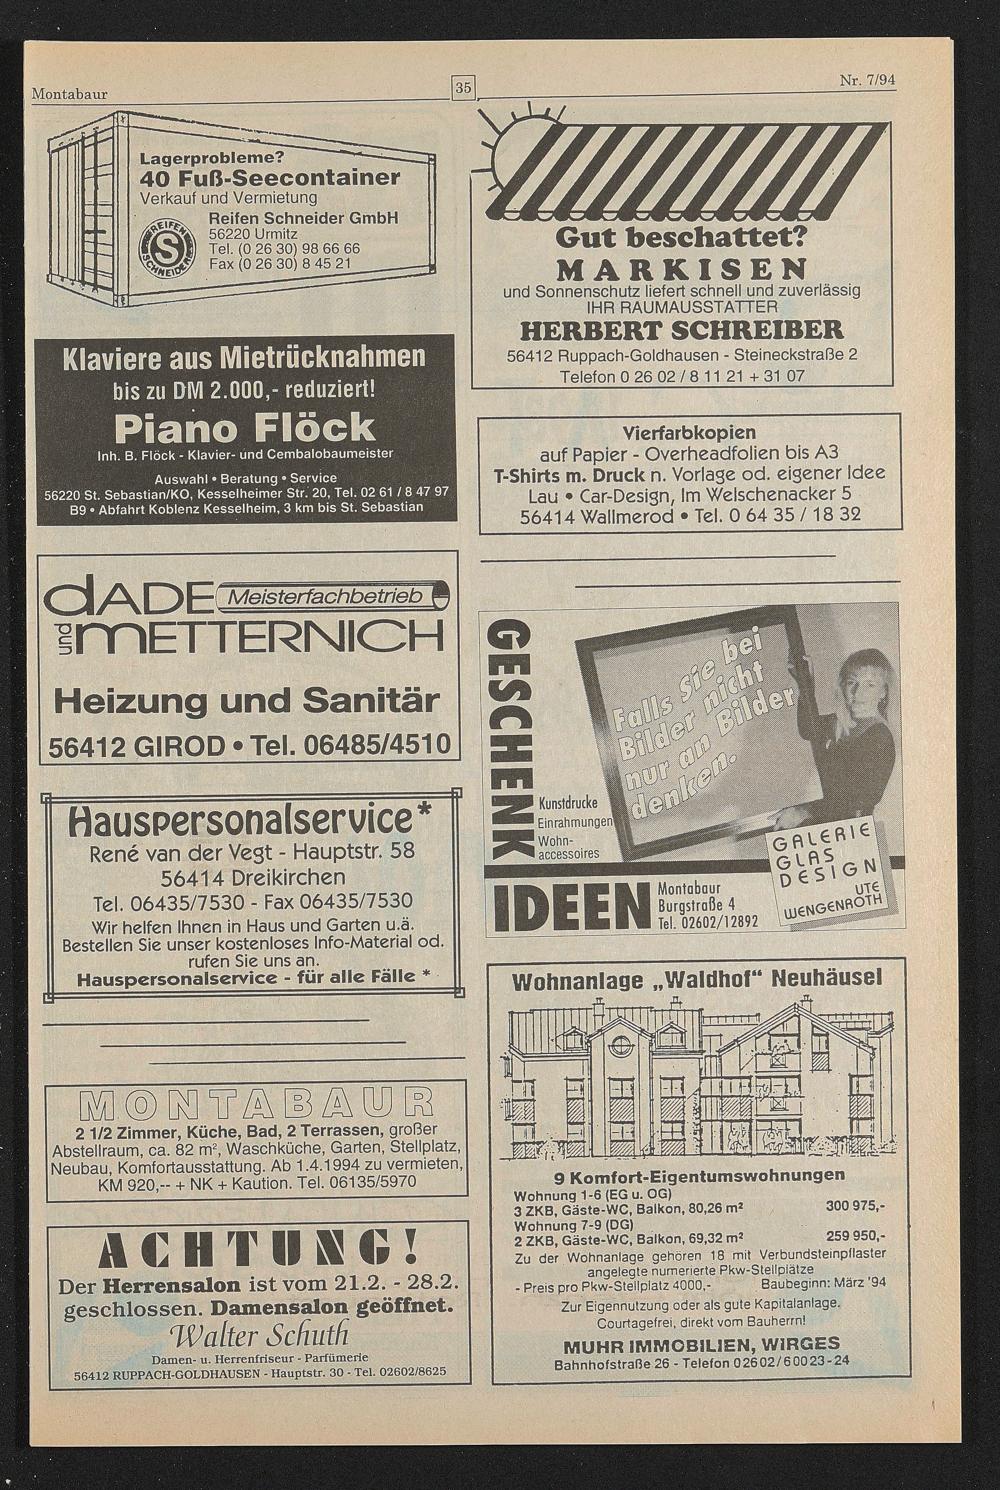 Montabaur
35
Nr. 7/94
Lagerprobleme?
40 Fuß-Seecontainer
Verkauf und Vermietung
REIFEN
S
SCHNEIDER
Reifen Schneider GmbH
56220 Urmitz
Tel. (0 26 30) 98 66 66
Fax (0 26 30) 8 45 21
Klaviere aus Mietrücknahmen
bis zu DM 2.000,- reduziert!
Piano Flöck
Inh. B. Flöck - Klavier- und Cembalobaumeister
Auswahl • Beratung • Service
56220 St. Sebastian/KO, Kesselheimer Str. 20, Tel. 02 61 / 8 47 97
B9 • Abfahrt Koblenz Kesselheim, 3 km bis St. Sebastian
dADE Meisterfachbetrieb
und METTERNICH
Heizung und Sanitär
56412 GIROD • Tel. 06485/4510
Hauspersonalservice*
René van der Vegt - Hauptstr. 58
56414 Dreikirchen
Tel. 06435/7530 - Fax 06435/7530
Wir helfen Ihnen in Haus und Garten u.ä.
Bestellen Sie unser kostenloses Info-Material od.
rufen Sie uns an.
Hauspersonalservice - für alle Fälle *
MONTABAUR
2 1/2 Zimmer, Küche, Bad, 2 Terrassen, großer
Abstellraum, ca. 82 m², Waschküche, Garten, Stellplatz,
Neubau, Komfortausstattung. Ab 1.4.1994 zu vermieten,
KM 920,-- + NK + Kaution. Tel. 06135/5970
ACHTUNG!
Der Herrensalon ist vom 21.2. - 28.2.
geschlossen. Damensalon geöffnet.
Walter Schuth
Damen- u. Herrenfriseur - Parfümerie
56412 RUPPACH-GOLDHAUSEN - Hauptstr. 30 - Tel. 02602/8625
Gut beschattet?
MARKISEN
und Sonnenschutz liefert schnell und zuverlässig
IHR RAUMAUSSTATTER
HERBERT SCHREIBER
56412 Ruppach-Goldhausen - Steineckstraße 2
Telefon 0 26 02 / 8 11 21 + 31 07
Vierfarbkopien
auf Papier - Overheadfolien bis A3
T-Shirts m. Druck n. Vorlage od. eigener Idee
Lau • Car-Design, Im Welschenacker 5
56414 Wallmerod • Tel. 0 64 35 / 18 32
GESCHENK
Falls Sie bei
Bilder nicht
nur an Bilder
denken.
Kunstdrucke
Einrahmungen
Wohn-
accessoires
GALERIE
GLAS
DESIGN
UTE
WENGENROTH
IDEEN
Montabaur
Burgstraße 4
Tel. 02602/12892
Wohnanlage „Waldhof“ Neuhäusel
9 Komfort-Eigentumswohnungen
Wohnung 1-6 (EG u. OG)
3 ZKB, Gäste-WC, Balkon, 80,26 m² 300 975,-
Wohnung 7-9 (DG)
2 ZKB, Gäste-WC, Balkon, 69,32 m² 259 950,-
Zu der Wohnanlage gehören 18 mit Verbundsteinpflaster
angelegte numerierte Pkw-Stellplätze
- Preis pro Pkw-Stellplatz 4000,- Baubeginn: März '94
Zur Eigennutzung oder als gute Kapitalanlage.
Courtagefrei, direkt vom Bauherrn!
MUHR IMMOBILIEN, WIRGES
Bahnhofstraße 26 - Telefon 02602/60023-24